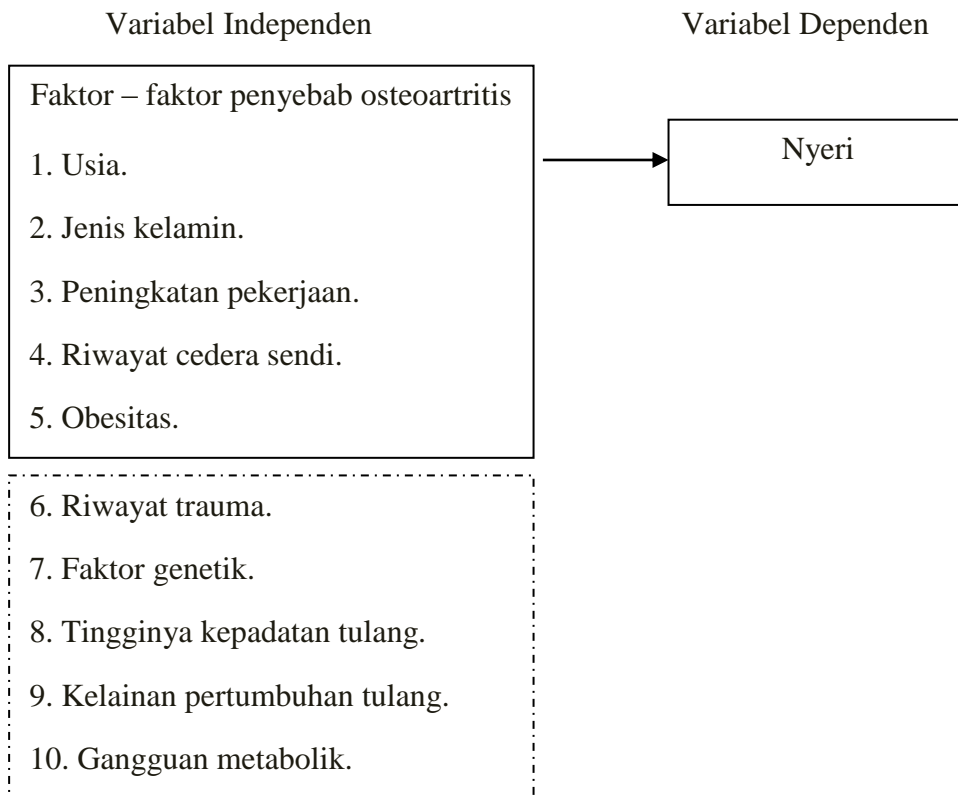 Variabel Independen
Variabel Dependen
Faktor – faktor penyebab osteoartritis
1. Usia.
2. Jenis kelamin.
3. Peningkatan pekerjaan.
4. Riwayat cedera sendi.
5. Obesitas.
Nyeri
6. Riwayat trauma.
7. Faktor genetik.
8. Tingginya kepadatan tulang.
9. Kelainan pertumbuhan tulang.
10. Gangguan metabolik.